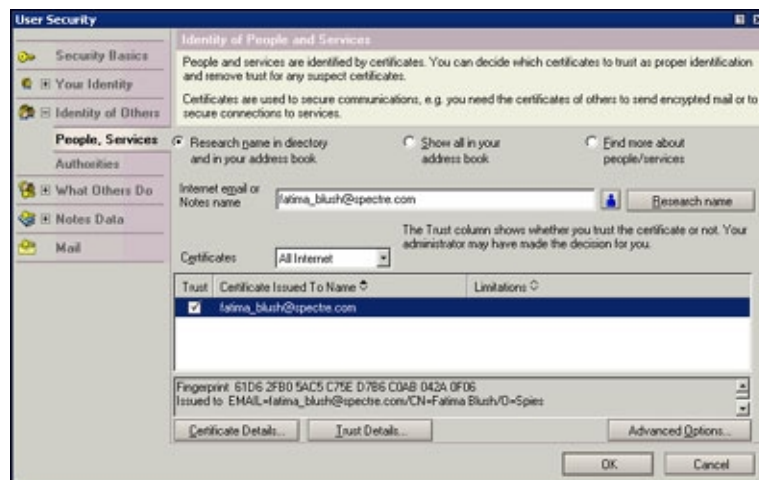 User Security
Security Basics
Your Identity
Identity of Others
People, Services
Authorities
What Others Do
Notes Data
Mail
Identity of People and Services
People and services are identified by certificates. You can decide which certificates to trust as proper identification
and remove trust for any suspect certificates.
Certificates are used to secure communications, e.g. you need the certificates of others to send encrypted mail or to
secure connections to services.
Research name in directory
and in your address book
Show all in your
address book
Find more about
people/services
Internet email or
Notes name
fatima_blush@spectre.com
Research name
The Trust column shows whether you trust the certificate or not. Your
administrator may have made the decision for you.
Certificates
All Internet
Trust Certificate Issued To Name Limitations
fatima_blush@spectre.com
Fingerprint 61D6 2FB0 5AC5 C75E D7B6 C0AB 042A 0F06
Issued to EMAIL=fatima_blush@spectre.com/CN=Fatima Blush/O=Spies
Certificate Details...
Trust Details...
Advanced Options...
OK
Cancel